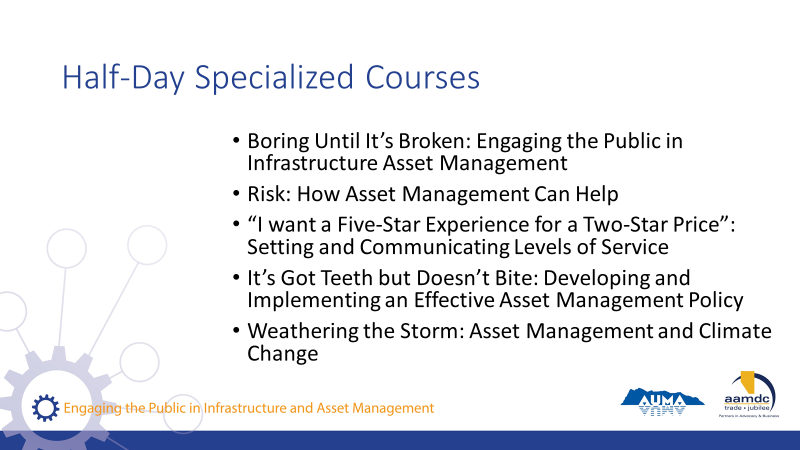 Half-Day Specialized Courses
• Boring Until It’s Broken: Engaging the Public in
Infrastructure Asset Management
• Risk: How Asset Management Can Help
• “I want a Five-Star Experience for a Two-Star Price”:
Setting and Communicating Levels of Service
• It’s Got Teeth but Doesn’t Bite: Developing and
Implementing an Effective Asset Management Policy
• Weathering the Storm: Asset Management and Climate
Change
Engaging the Public in Infrastructure and Asset Management
AUMA
aamdc
trade • jubilee
Partners in Advocacy & Business